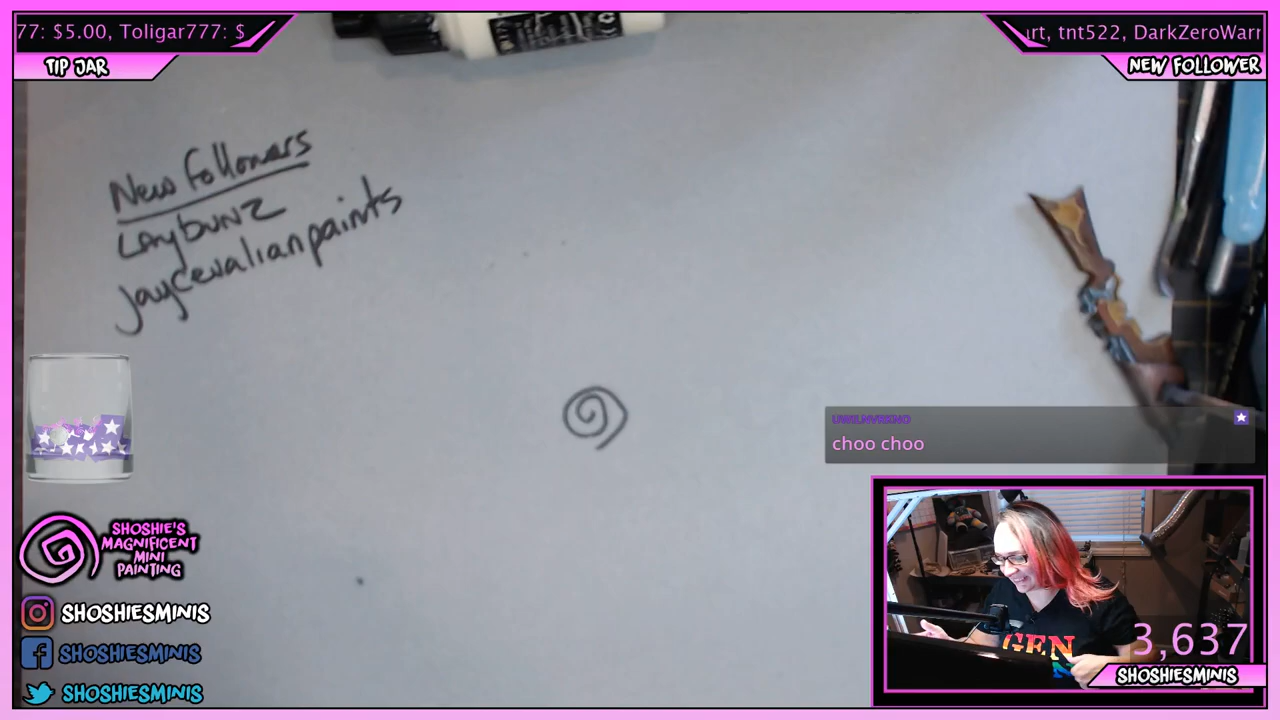 77: $5.00, Toligar777: $
TIP JAR
rt, tnt522, DarkZeroWarr
NEW FOLLOWER
New Followers
Laybunz
jaycevalianpaints
choo choo
SHOSHIE'S
MAGNIFICENT
MINI
PAINTING
SHOSHIESMINIS
SHOSHIESMINIS
SHOSHIESMINIS
GEN
3,637
SHOSHIESMINIS